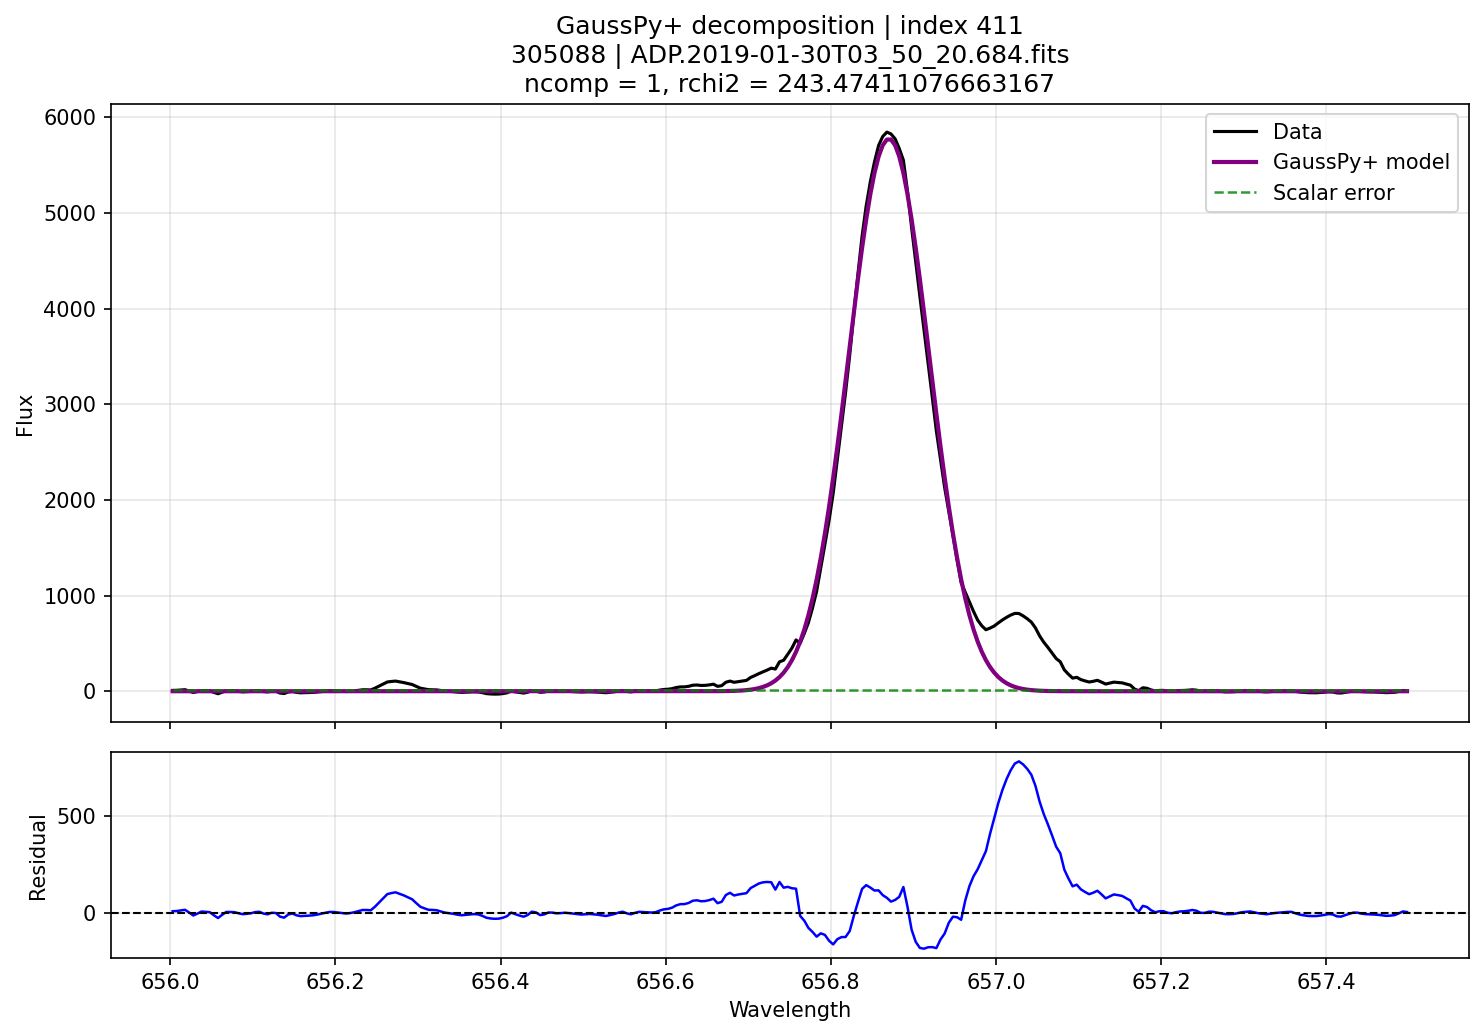 GaussPy+ decomposition | index 411
305088 | ADP.2019-01-30T03_50_20.684.fits
ncomp = 1, rchi2 = 243.47411076663167
Data
GaussPy+ model
Scalar error
6000
5000
4000
3000
2000
1000
0
Flux
500
0
Residual
656.0
656.2
656.4
656.6
656.8
657.0
657.2
657.4
Wavelength